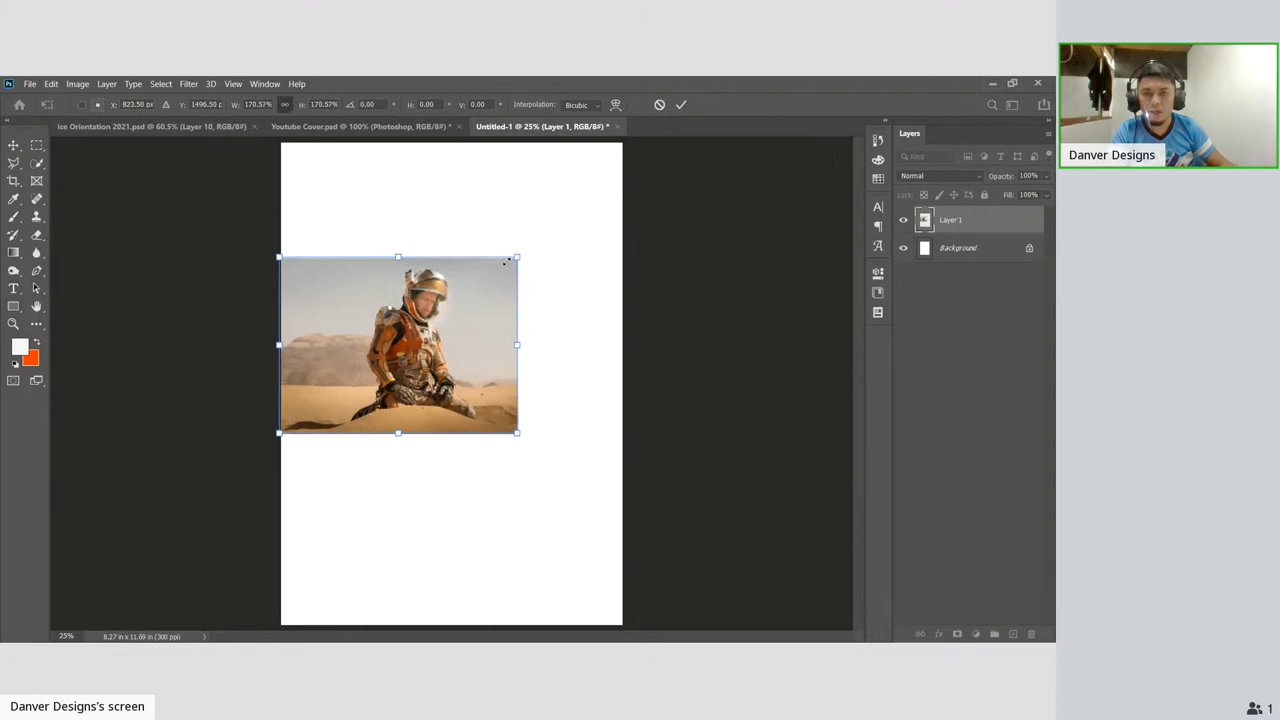 Ps File Edit Image Layer Type Select Filter 3D View Window Help
X: 823.50 px Y: 1496.50 p W: 170.57% H: 170.57% 0.00 ° H: 0.00 ° V: 0.00 ° Interpolation: Bicubic
ice Orientation 2021.psd @ 60.5% (Layer 10, RGB/8#) × Youtube Cover.psd @ 100% (Photoshop, RGB/8#) * × Untitled-1 @ 25% (Layer 1, RGB/8#) * ×
Layers
Kind
Normal Opacity: 100%
Lock: Fill: 100%
Layer 1
Background
fx
25% 8.27 in x 11.69 in (300 ppi)
Danver Designs
Danver Designs's screen
1